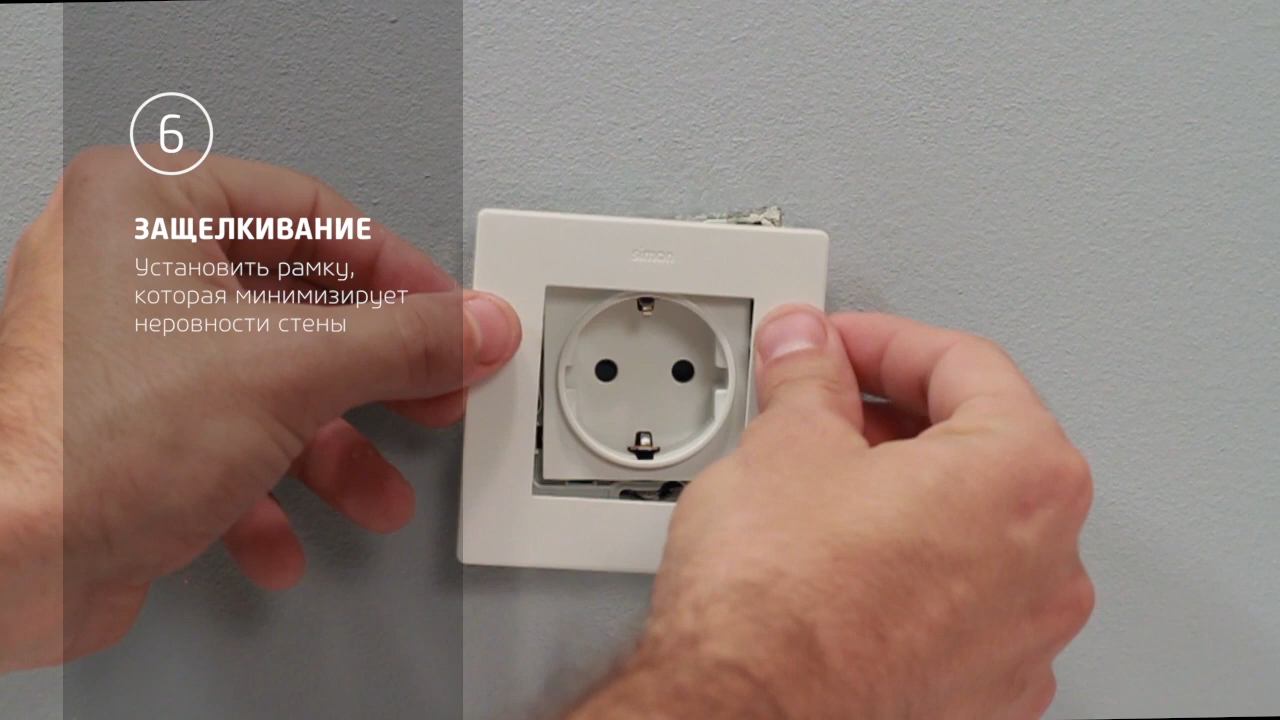 6
ЗАЩЕЛКИВАНИЕ
Установить рамку,
которая минимизирует
неровности стены
simon